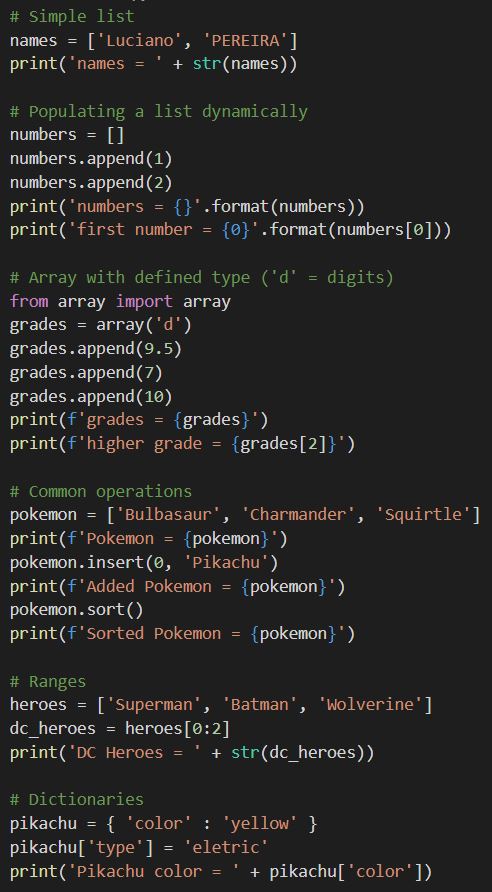 # Simple list
names = ['Luciano', 'PEREIRA']
print('names = ' + str(names))
# Populating a list dynamically
numbers = []
numbers.append(1)
numbers.append(2)
print('numbers = {}'.format(numbers))
print('first number = {0}'.format(numbers[0]))
# Array with defined type ('d' = digits)
from array import array
grades = array('d')
grades.append(9.5)
grades.append(7)
grades.append(10)
print(f'grades = {grades}')
print(f'higher grade = {grades[2]}')
# Common operations
pokemon = ['Bulbasaur', 'Charmander', 'Squirtle']
print(f'Pokemon = {pokemon}')
pokemon.insert(0, 'Pikachu')
print(f'Added Pokemon = {pokemon}')
pokemon.sort()
print(f'Sorted Pokemon = {pokemon}')
# Ranges
heroes = ['Superman', 'Batman', 'Wolverine']
dc_heroes = heroes[0:2]
print('DC Heroes = ' + str(dc_heroes))
# Dictionaries
pikachu = { 'color' : 'yellow' }
pikachu['type'] = 'eletric'
print('Pikachu color = ' + pikachu['color'])